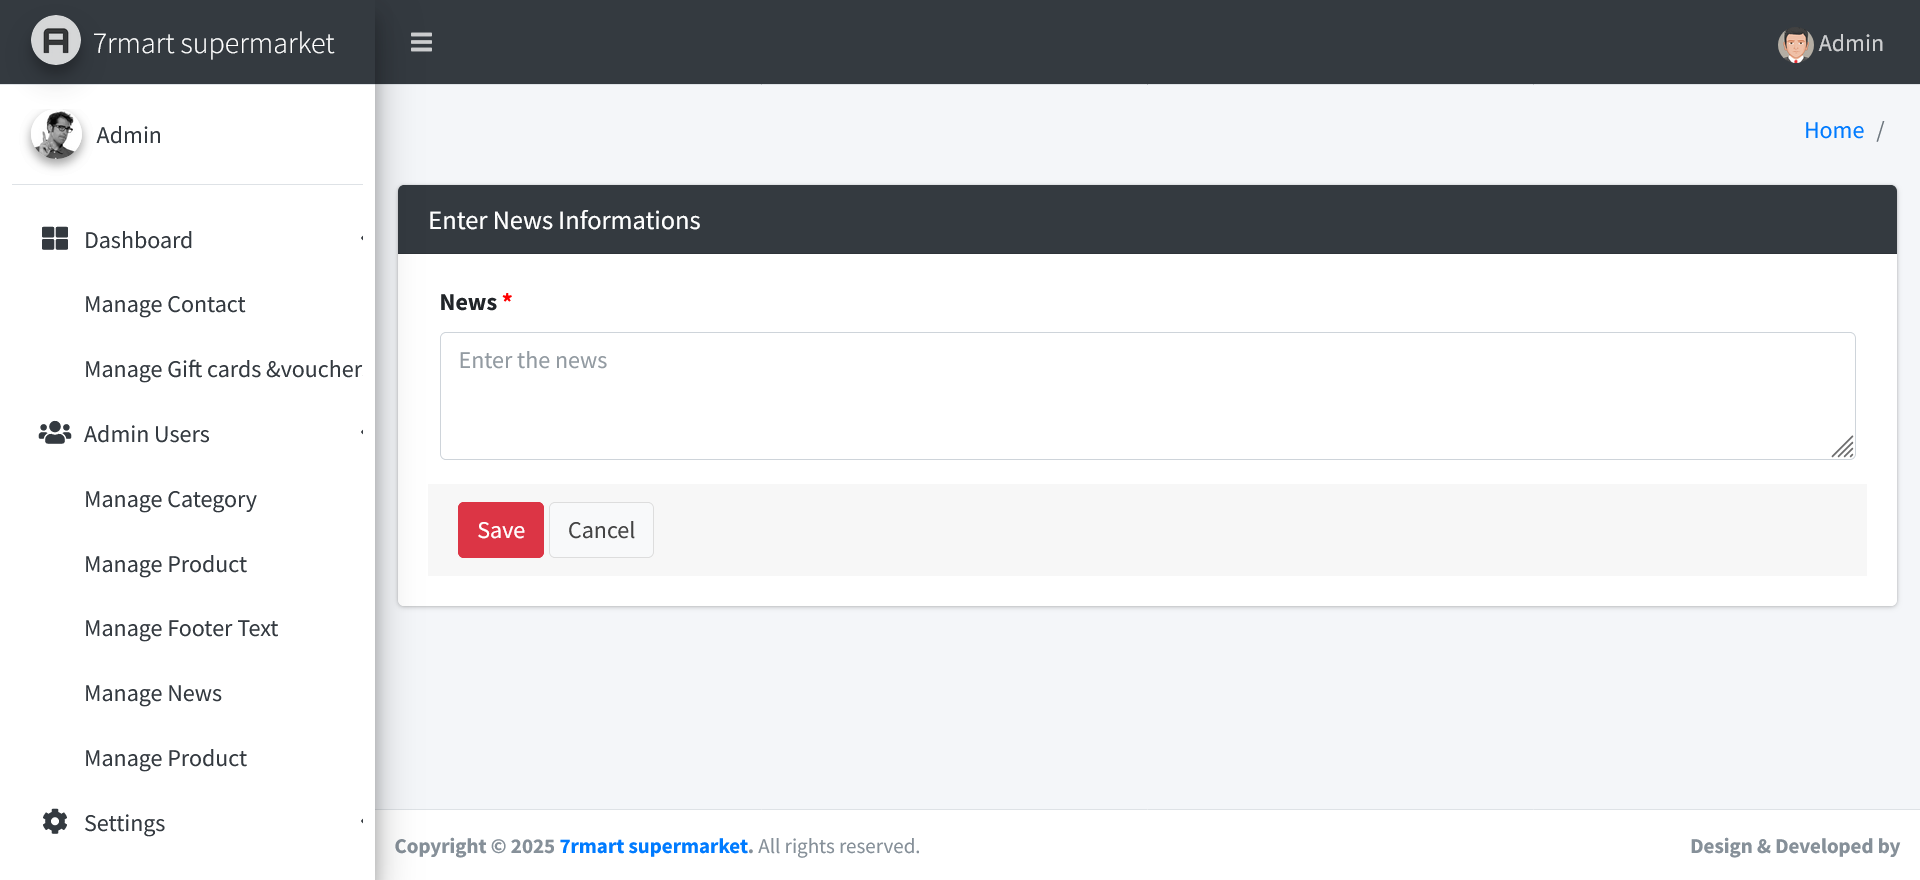 7rmart supermarket
Admin
Admin
Home /
Dashboard
Manage Contact
Manage Gift cards &voucher
Admin Users
Manage Category
Manage Product
Manage Footer Text
Manage News
Manage Product
Settings
Enter News Informations
News *
Enter the news
Save
Cancel
Copyright © 2025 7rmart supermarket. All rights reserved.
Design & Developed by